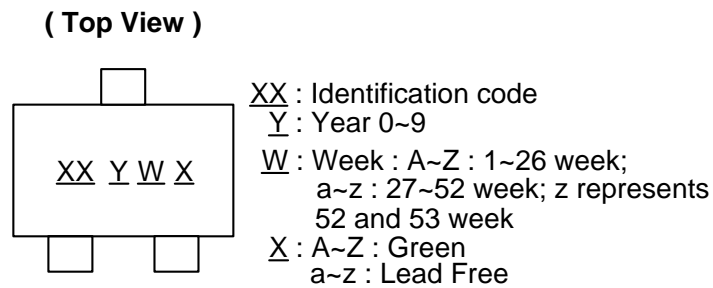 ( Top View )
XX Y W X
XX : Identification code
Y : Year 0~9
W : Week : A~Z : 1~26 week;
a~z : 27~52 week; z represents
52 and 53 week
X : A~Z : Green
a~z : Lead Free